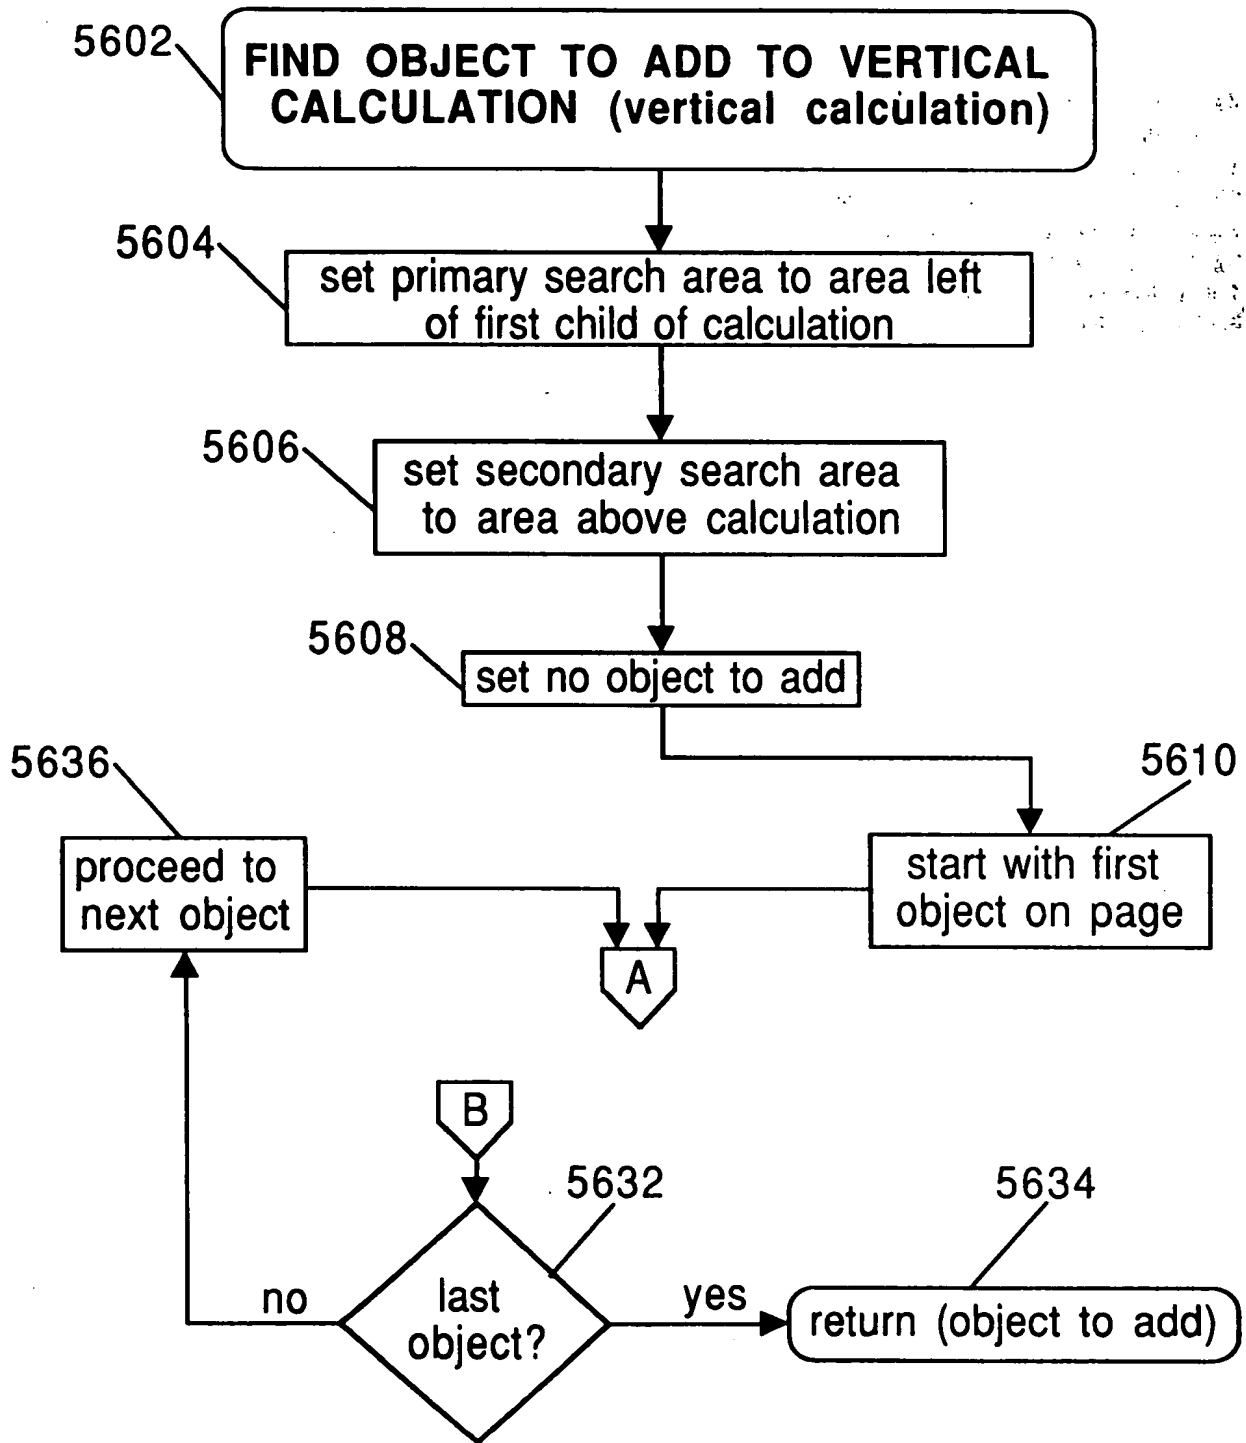 5602
FIND OBJECT TO ADD TO VERTICAL
CALCULATION (vertical calculation)
5604
set primary search area to area left
of first child of calculation
5606
set secondary search area
to area above calculation
5608
set no object to add
5636
5610
proceed to
next object
start with first
object on page
A
B
5632
5634
no
last
object?
yes
return (object to add)